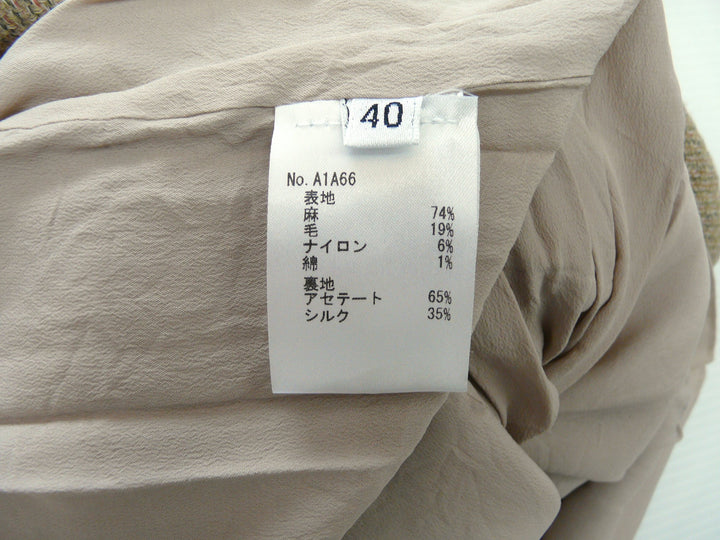 40
No. A1A66
表地
麻 74%
毛 19%
ナイロン 6%
綿 1%
裏地
アセテート 65%
シルク 35%